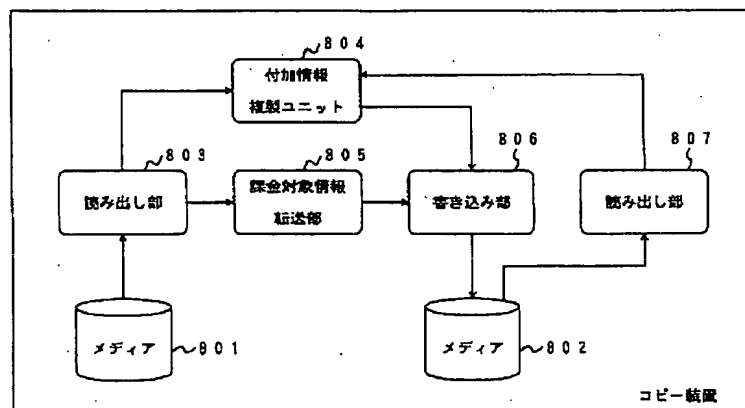 804
付加情報
複製ユニット
803
805
806
807
読み出し部
課金対象情報
転送部
書き込み部
読み出し部
メディア
801
メディア
802
コピー装置